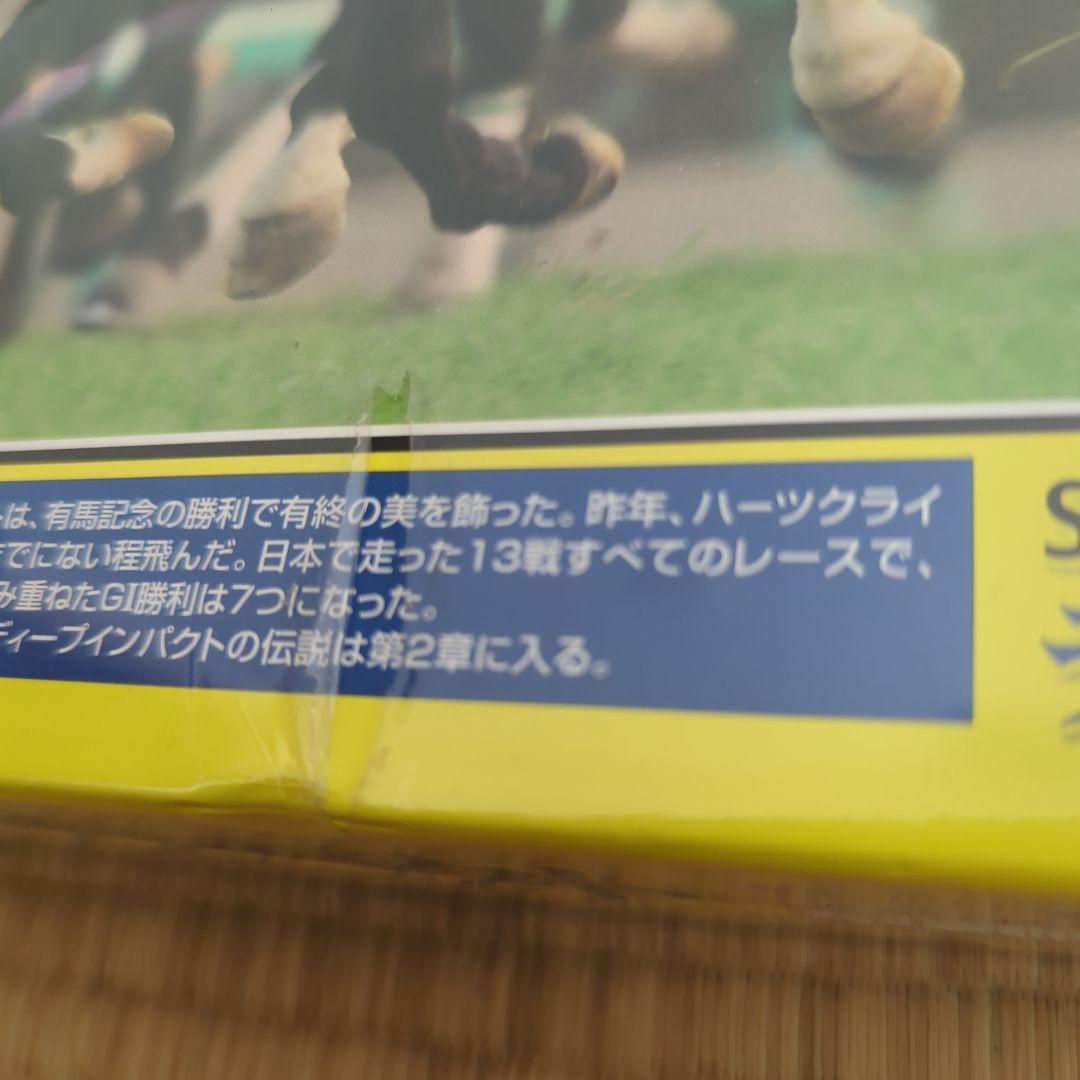 トは、有馬記念の勝利で有終の美を飾った。昨年、ハーツクライ
でにない程飛んだ。日本で走った13戦すべてのレースで、
み重ねたGI勝利は7つになった。
ディープインパクトの伝説は第2章に入る。
S